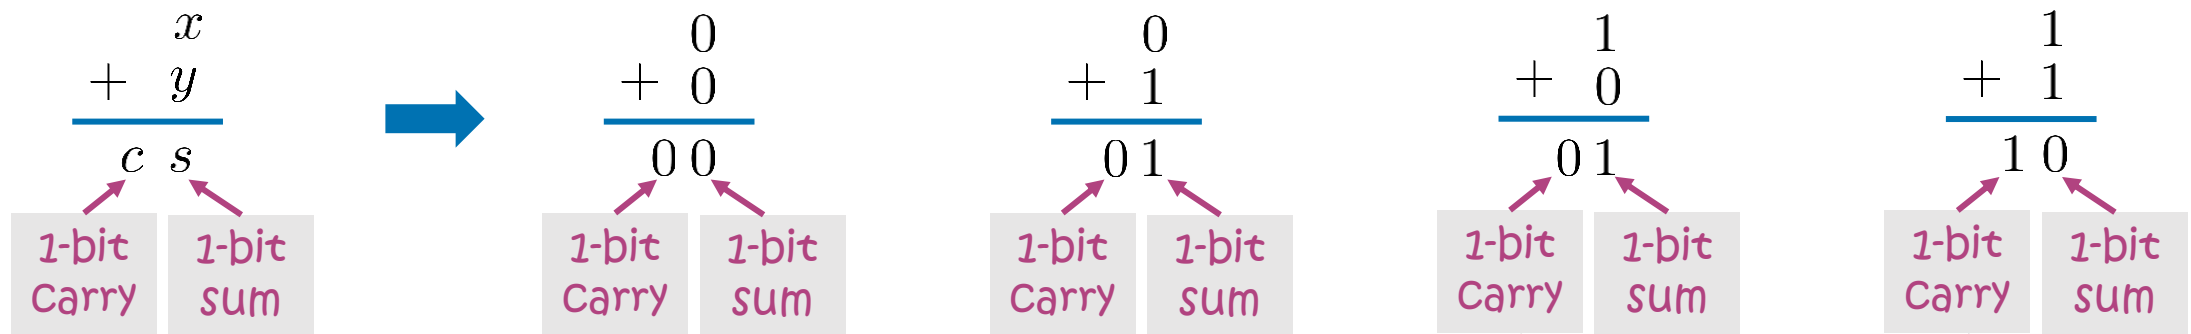 x
+ y
c s
1-bit carry
1-bit sum
0
+ 0
0 0
1-bit carry
1-bit sum
0
+ 1
0 1
1-bit carry
1-bit sum
1
+ 0
0 1
1-bit carry
1-bit sum
1
+ 1
1 0
1-bit carry
1-bit sum